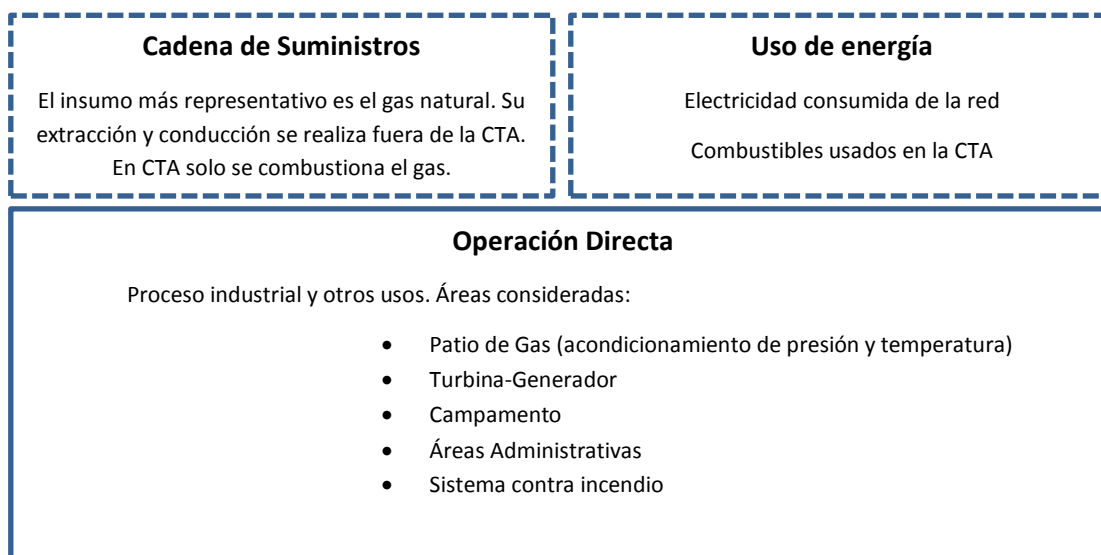 Cadena de Suministros
El insumo más representativo es el gas natural. Su
extracción y conducción se realiza fuera de la CTA.
En CTA solo se combustiona el gas.
Uso de energía
Electricidad consumida de la red
Combustibles usados en la CTA
Operación Directa
Proceso industrial y otros usos. Áreas consideradas:
• Patio de Gas (acondicionamiento de presión y temperatura)
• Turbina-Generador
• Campamento
• Áreas Administrativas
• Sistema contra incendio